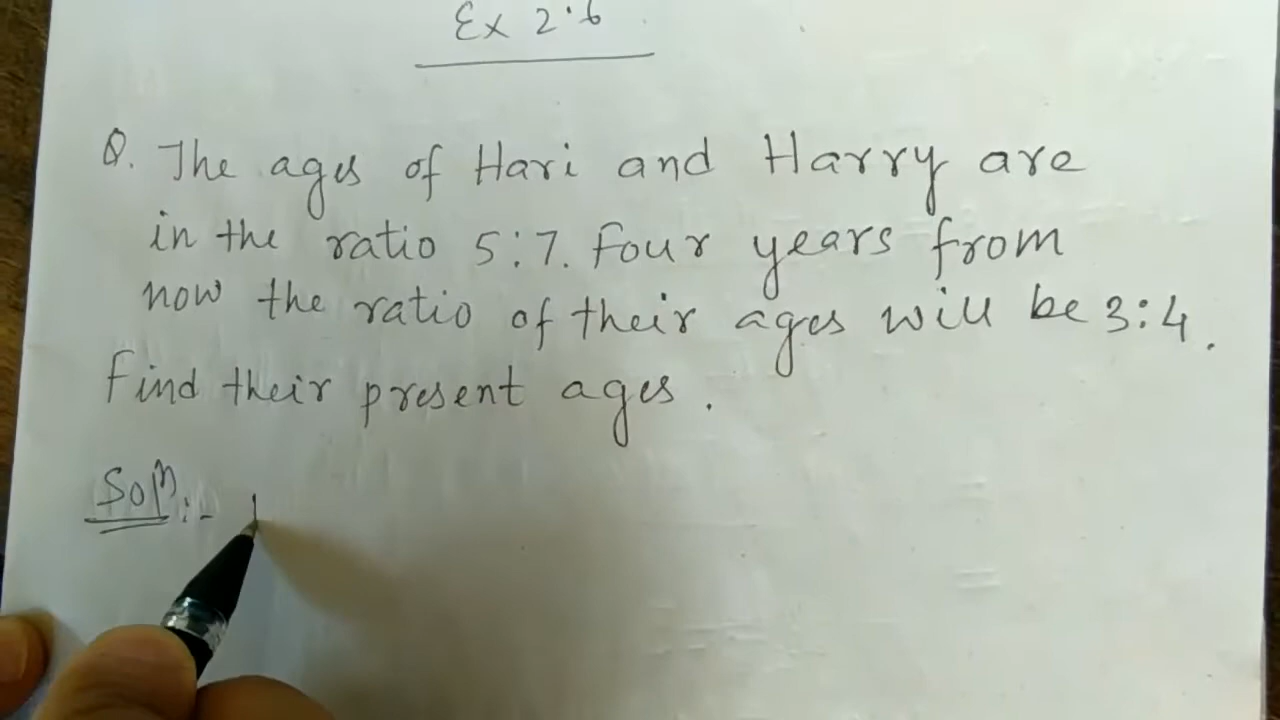 Ex 2.6
Q. The ages of Hari and Harry are
in the ratio 5:7. Four years from
now the ratio of their ages will be 3:4.
Find their present ages.
Soln:-